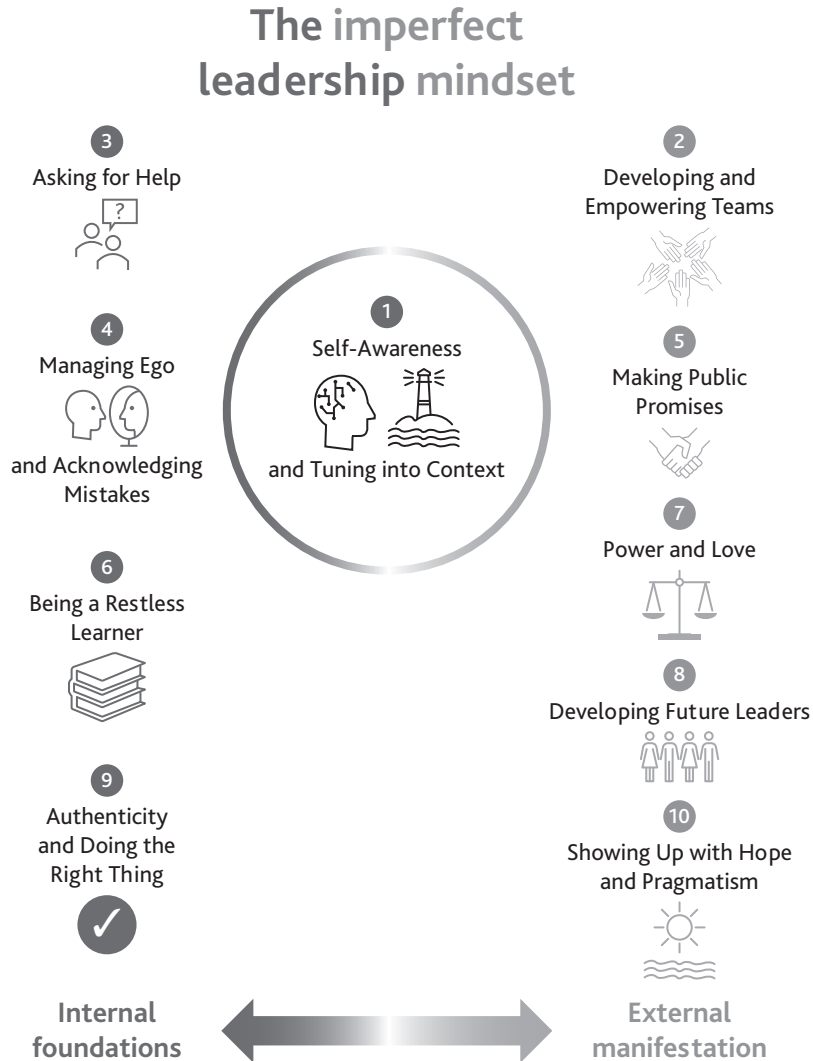 The imperfect
leadership mindset
3
Asking for Help
?
4
Managing Ego
and Acknowledging
Mistakes
6
Being a Restless
Learner
9
Authenticity
and Doing the
Right Thing
1
Self-Awareness
and Tuning into Context
2
Developing and
Empowering Teams
5
Making Public
Promises
7
Power and Love
8
Developing Future Leaders
10
Showing Up with Hope
and Pragmatism
Internal
foundations
External
manifestation